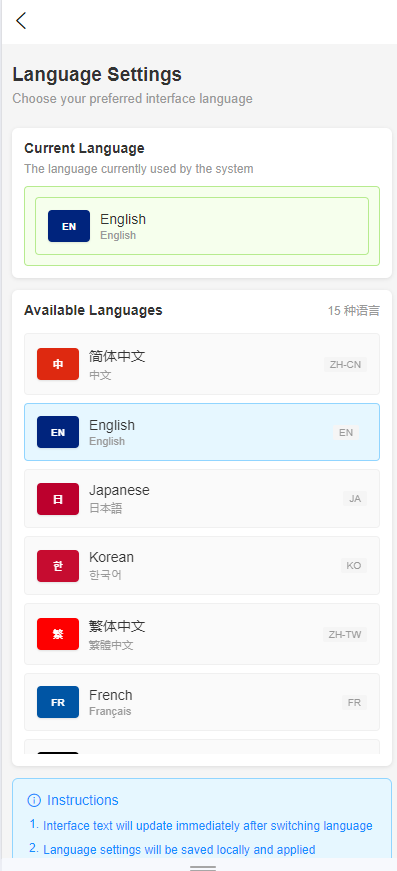 Language Settings
Choose your preferred interface language
Current Language
The language currently used by the system
EN
English
English
Available Languages
15 种语言
中
简体中文
中文
ZH-CN
EN
English
English
EN
日
Japanese
日本語
JA
한
Korean
한국어
KO
繁
繁体中文
繁體中文
ZH-TW
FR
French
Français
FR
Instructions
1. Interface text will update immediately after switching language
2. Language settings will be saved locally and applied